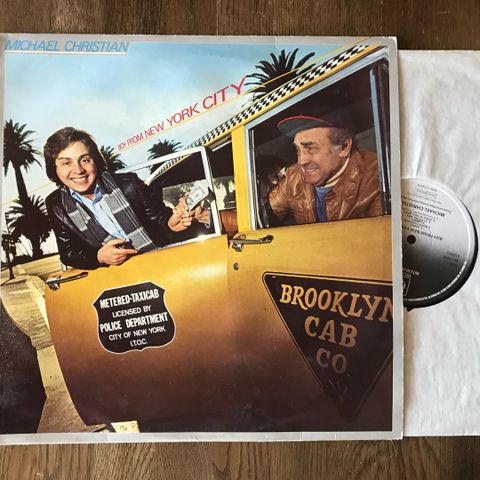 MICHAEL CHRISTIAN
BOY FROM NEW YORK CITY
METERED-TAXICAB
LICENSED BY
POLICE DEPARTMENT
CITY OF NEW YORK
I.T.O.C.
BROOKLYN
CAB
CO.